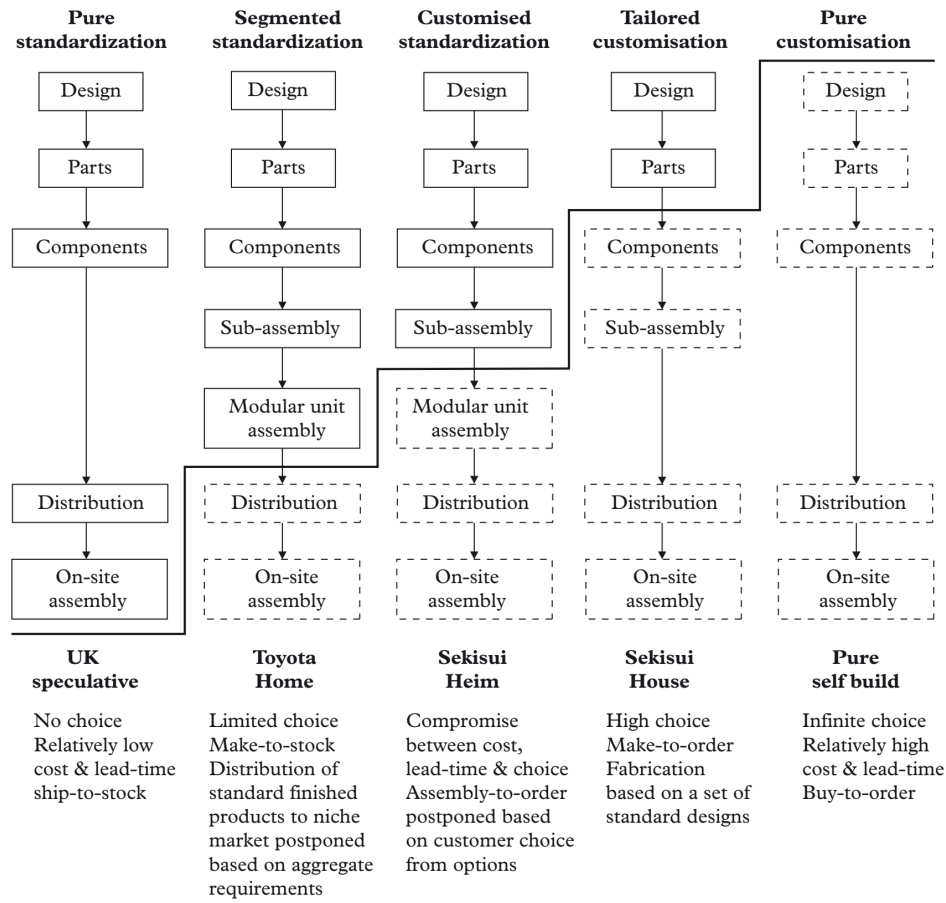 Pure
standardization
Segmented
standardization
Customised
standardization
Tailored
customisation
Pure
customisation
Design
Parts
Components
Distribution
On-site
assembly
Design
Parts
Components
Sub-assembly
Modular unit
assembly
Distribution
On-site
assembly
Design
Parts
Components
Sub-assembly
Modular unit
assembly
Distribution
On-site
assembly
Design
Parts
Components
Sub-assembly
Distribution
On-site
assembly
Design
Parts
Components
Distribution
On-site
assembly
UK
speculative
No choice
Relatively low
cost & lead-time
ship-to-stock
Toyota
Home
Limited choice
Make-to-stock
Distribution of
standard finished
products to niche
market postponed
based on aggregate
requirements
Sekisui
Heim
Compromise
between cost,
lead-time & choice
Assembly-to-order
postponed based
on customer choice
from options
Sekisui
House
High choice
Make-to-order
Fabrication
based on a set of
standard designs
Pure
self build
Infinite choice
Relatively high
cost & lead-time
Buy-to-order